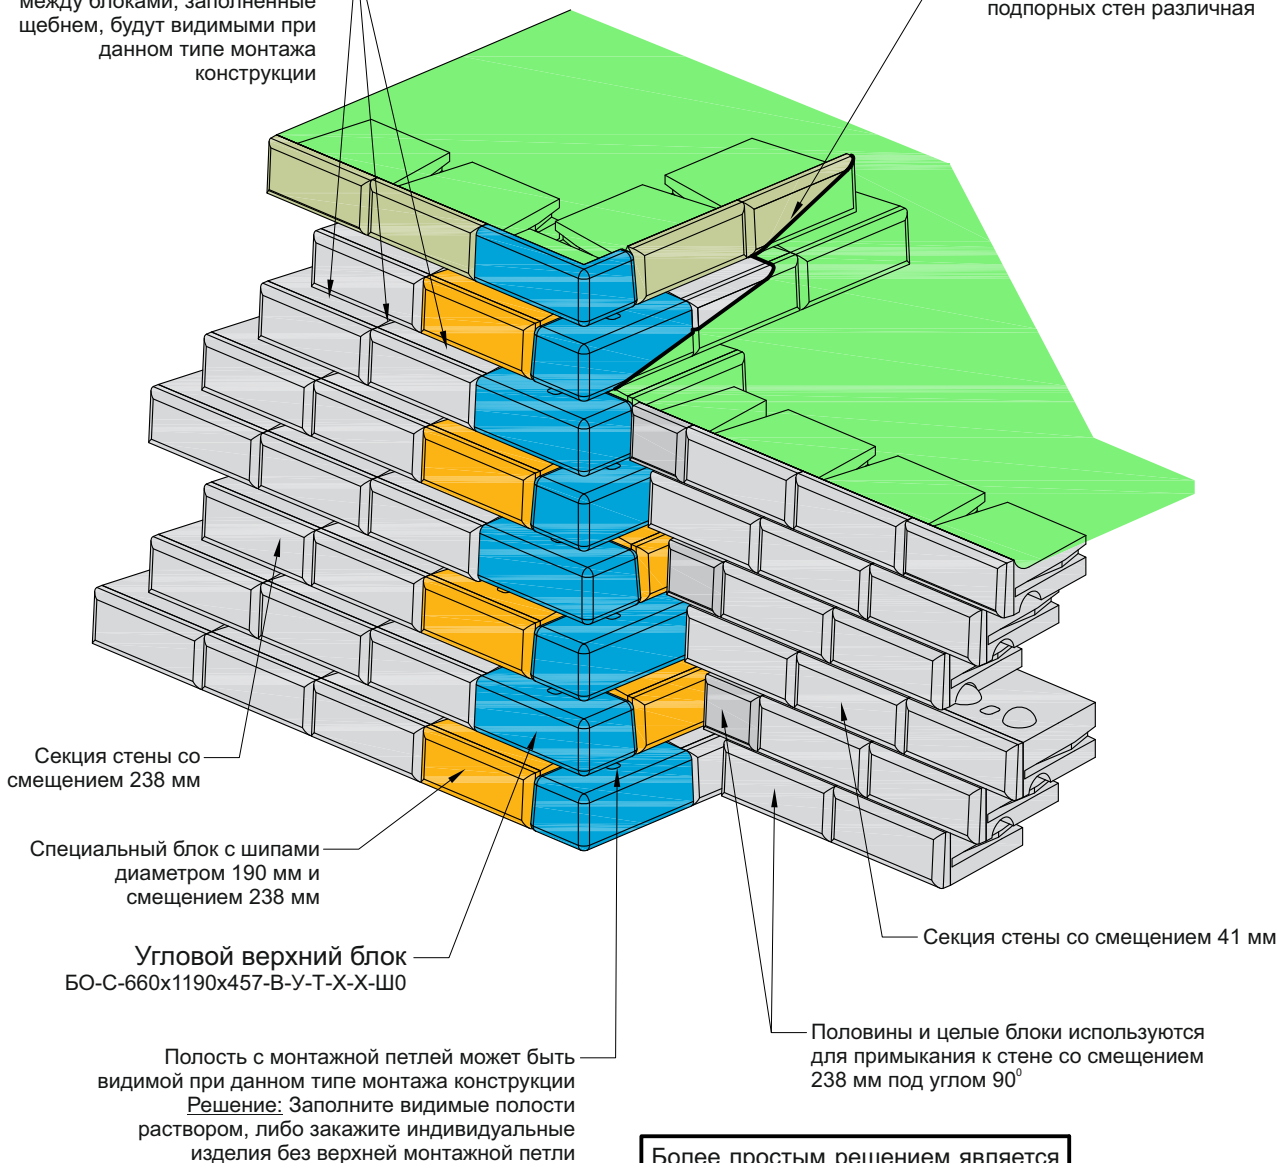 между блоками, заполненные
щебнем, будут видимыми при
данном типе монтажа
конструкции
подпорных стен различная
Секция стены со
смещением 238 мм
Специальный блок с шипами
диаметром 190 мм и
смещением 238 мм
Угловой верхний блок
БО-С-660х1190х457-В-У-Т-Х-Х-Ш0
Полость с монтажной петлей может быть
видимой при данном типе монтажа конструкции
Решение: Заполните видимые полости
раствором, либо закажите индивидуальные
изделия без верхней монтажной петли
Секция стены со смещением 41 мм
Половины и целые блоки используются
для примыкания к стене со смещением
238 мм под углом 90⁰
Более простым решением является